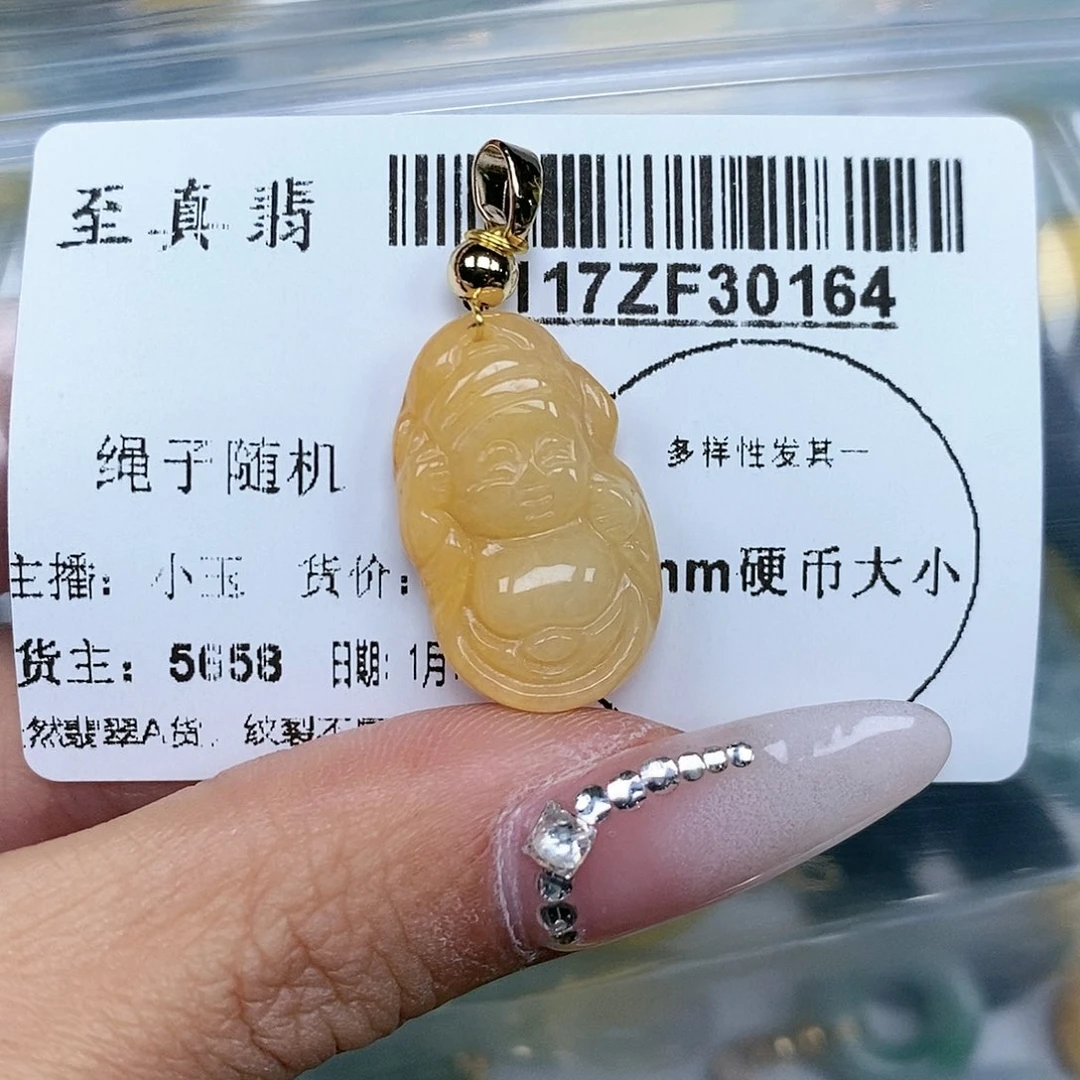 至真翡
117ZF30164
绳子随机
多样性发其一
主播： 小玉 货价：
mm硬币大小
货主：5658 日期：1月
然翡翠A货、纹裂不